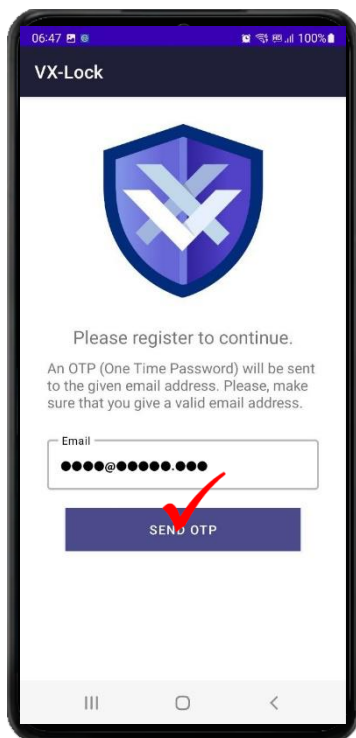 06:47 100%
VX-Lock
Please register to continue.
An OTP (One Time Password) will be sent
to the given email address. Please, make
sure that you give a valid email address.
Email
●●●●@●●●●●.●●●
SEND OTP